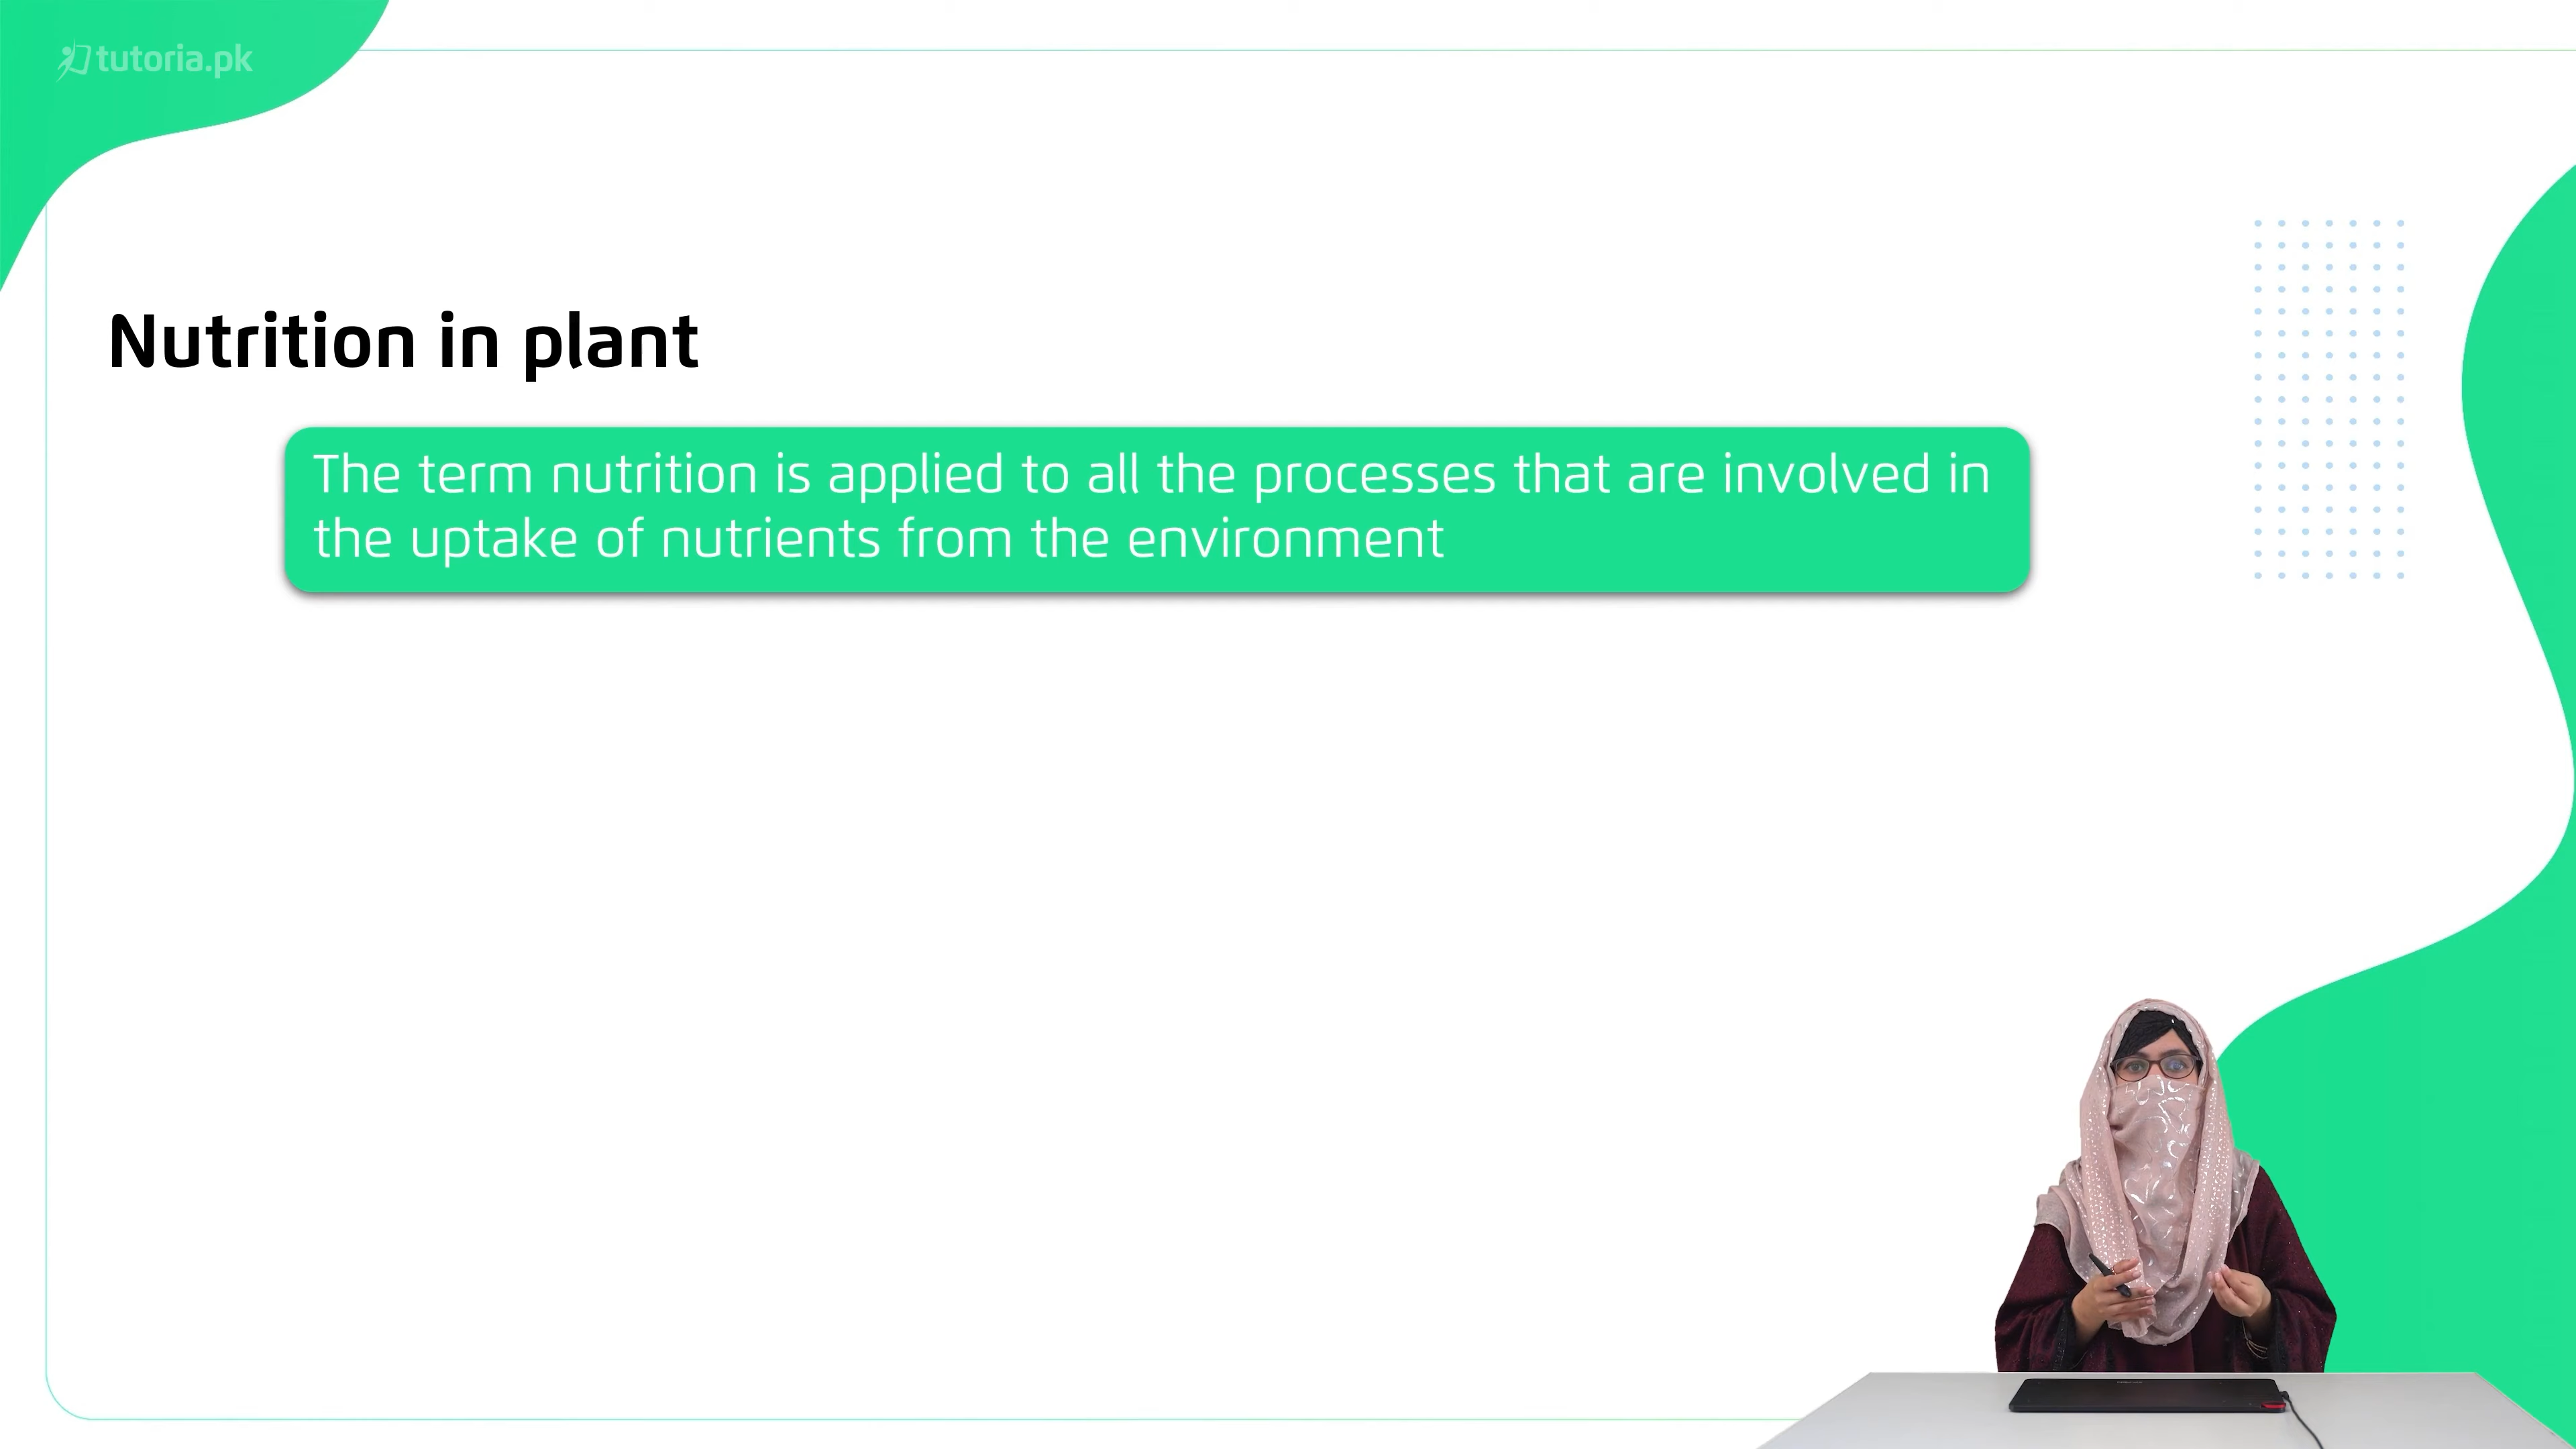 tutoria.pk
Nutrition in plant
The term nutrition is applied to all the processes that are involved in
the uptake of nutrients from the environment